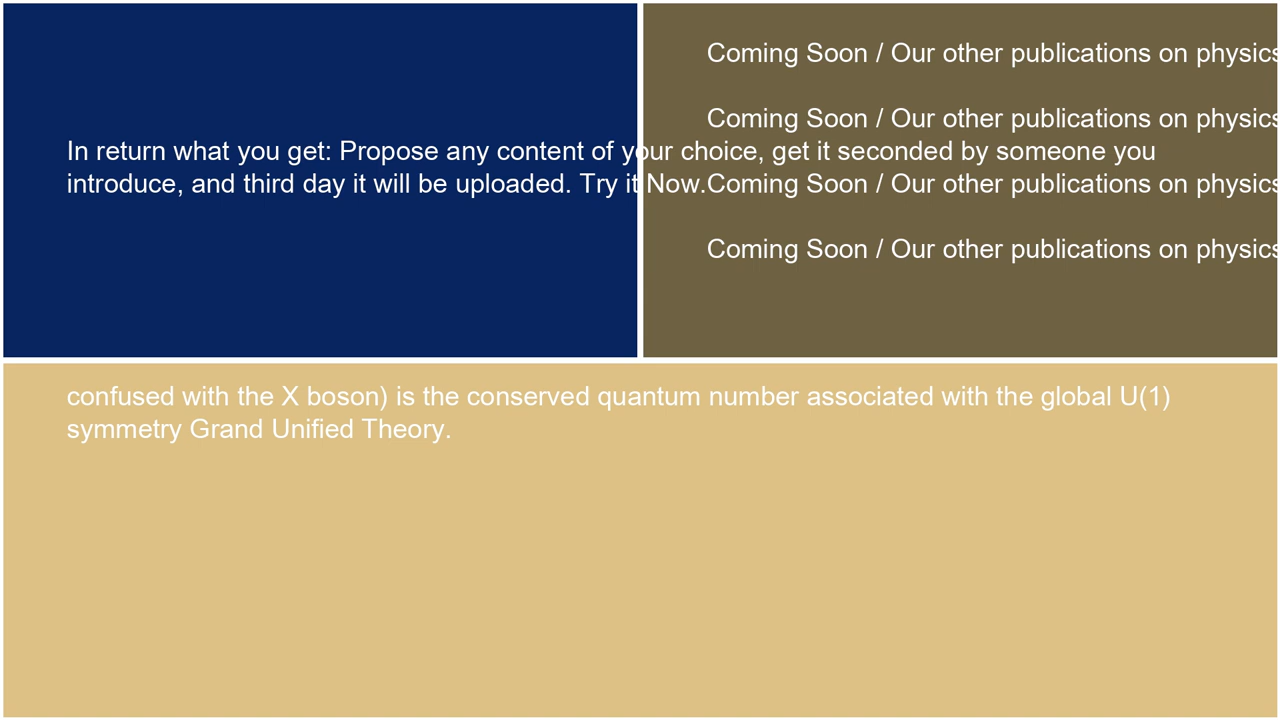 Coming Soon / Our other publications on physics
Coming Soon / Our other publications on physics
In return what you get: Propose any content of your choice, get it seconded by someone you
introduce, and third day it will be uploaded. Try it Now.
Coming Soon / Our other publications on physics
Coming Soon / Our other publications on physics
confused with the X boson) is the conserved quantum number associated with the global U(1)
symmetry Grand Unified Theory.